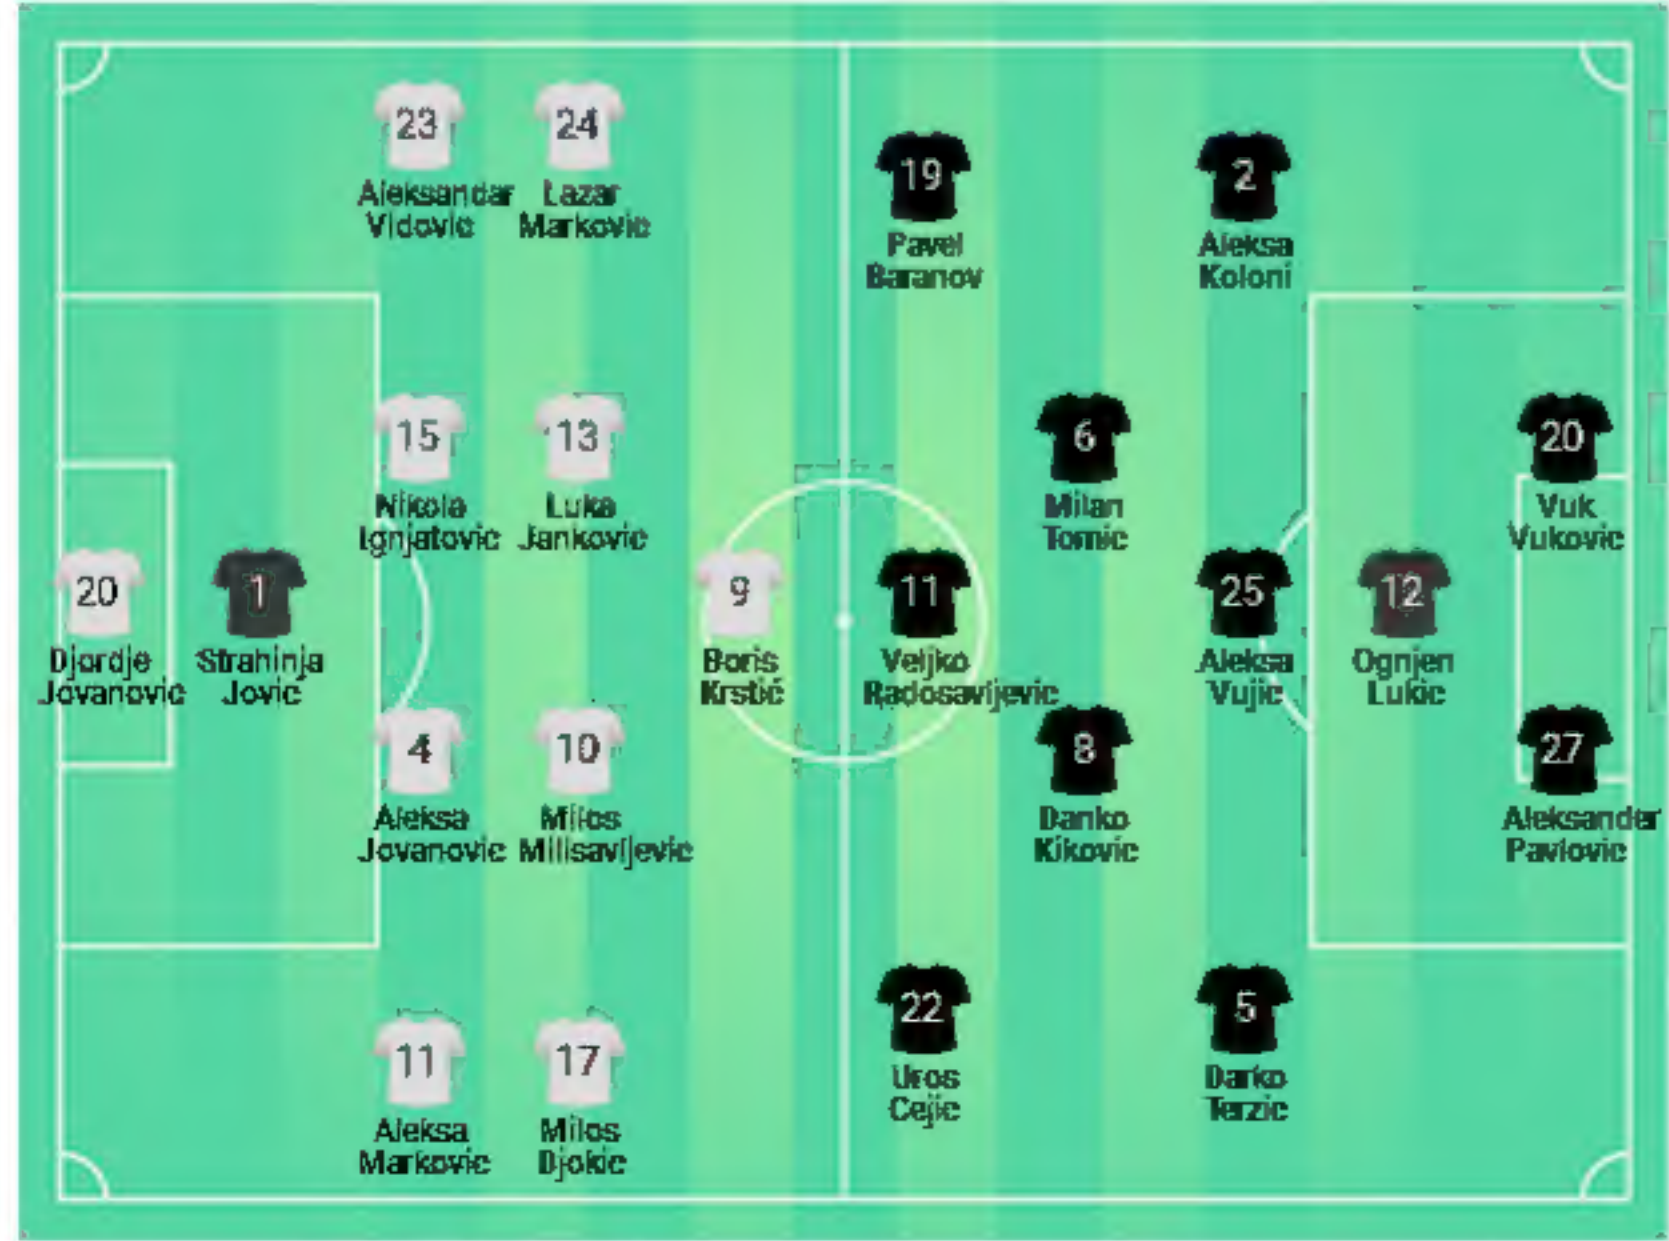 23
Aleksandar
Vidovic
24
Lazar
Markovic
19
Pavel
Baranov
2
Aleksa
Koloni
15
Nikola
Ignjatovic
13
Luka
Jankovic
6
Milan
Tomic
20
Vuk
Vukovic
20
Djordje
Jovanovic
1
Strahinja
Jovic
9
Boris
Krstić
11
Veljko
Radosavljevic
25
Aleksa
Vujic
12
Ognjen
Lukic
4
Aleksa
Jovanovic
10
Milos
Milisavljevic
8
Danko
Kikovic
27
Aleksandar
Pavlovic
11
Aleksa
Markovic
17
Milos
Djokic
22
Uros
Cejic
5
Darko
Terzic